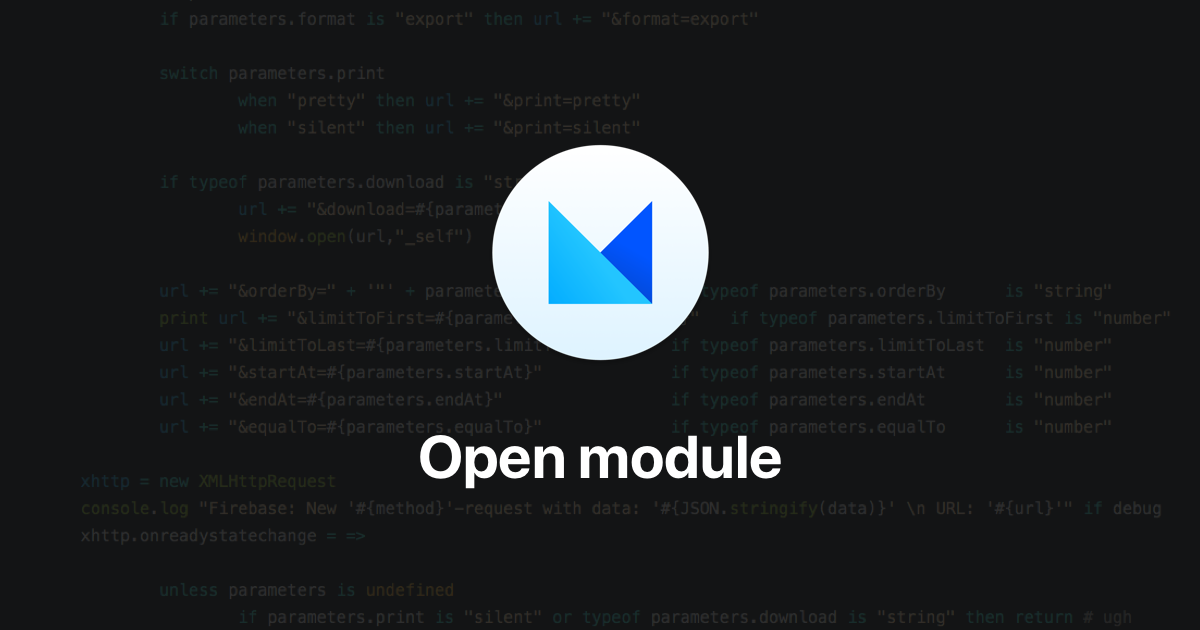 if parameters.format is "export" then url += "&format=export"
switch parameters.print
when "pretty" then url += "&print=pretty"
when "silent" then url += "&print=silent"
if typeof parameters.download is "str
url += "&download=#{paramet
window.open(url,"_self")
url += "&orderBy=" + '"' + paramete typeof parameters.orderBy is "string"
print url += "&limitToFirst=#{parame " if typeof parameters.limitToFirst is "number"
url += "&limitToLast=#{parameters.limit if typeof parameters.limitToLast is "number"
url += "&startAt=#{parameters.startAt}" if typeof parameters.startAt is "number"
url += "&endAt=#{parameters.endAt}" if typeof parameters.endAt is "number"
url += "&equalTo=#{parameters.equalTo}" if typeof parameters.equalTo is "number"
Open module
xhttp = new XMLHttpRequest
console.log "Firebase: New '#{method}'-request with data: '#{JSON.stringify(data)}' \n URL: '#{url}'" if debug
xhttp.onreadystatechange = =>
unless parameters is undefined
if parameters.print is "silent" or typeof parameters.download is "string" then return # ugh